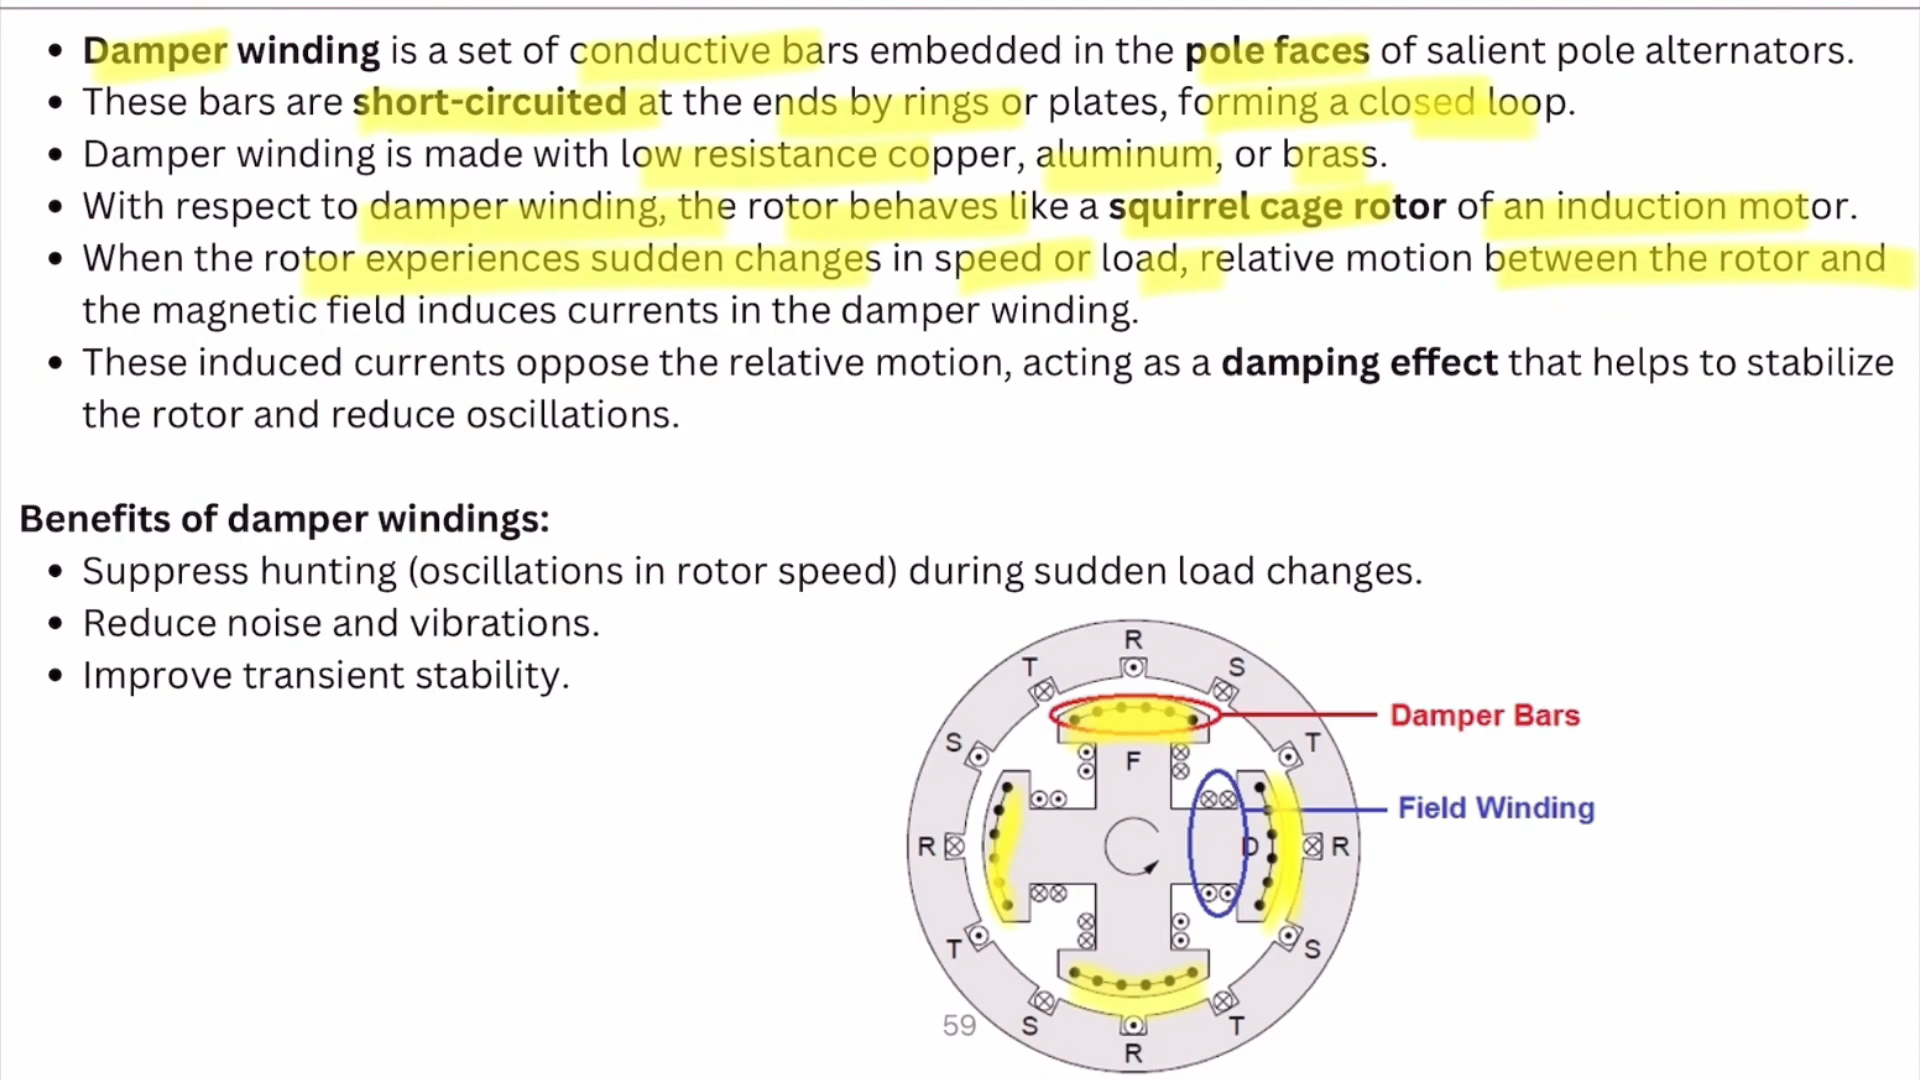 • Damper winding is a set of conductive bars embedded in the pole faces of salient pole alternators.
• These bars are short-circuited at the ends by rings or plates, forming a closed loop.
• Damper winding is made with low resistance copper, aluminum, or brass.
• With respect to damper winding, the rotor behaves like a squirrel cage rotor of an induction motor.
• When the rotor experiences sudden changes in speed or load, relative motion between the rotor and
the magnetic field induces currents in the damper winding.
• These induced currents oppose the relative motion, acting as a damping effect that helps to stabilize
the rotor and reduce oscillations.
Benefits of damper windings:
• Suppress hunting (oscillations in rotor speed) during sudden load changes.
• Reduce noise and vibrations.
• Improve transient stability.
R
T
S
Damper Bars
S
F
T
Field Winding
R
D
R
T
S
59
S
T
R